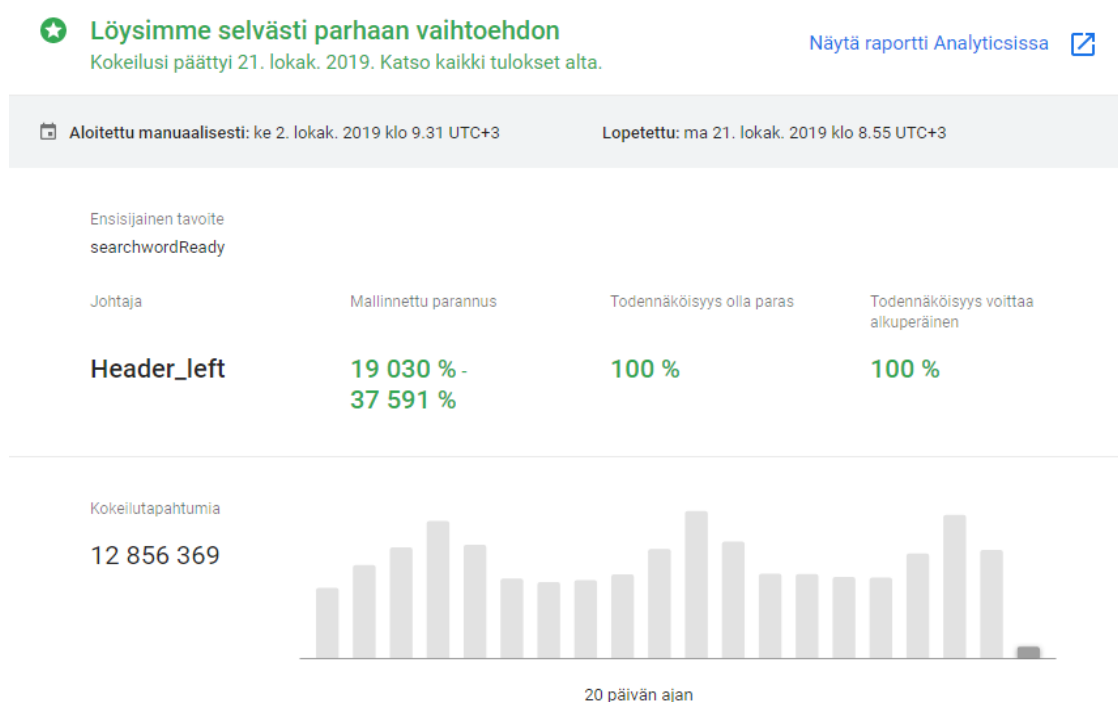 Löysimme selvästi parhaan vaihtoehdon
Kokeilusi päättyi 21. lokak. 2019. Katso kaikki tulokset alta.
Näytä raportti Analyticsissa
Aloitettu manuaalisesti: ke 2. lokak. 2019 klo 9.31 UTC+3
Lopetettu: ma 21. lokak. 2019 klo 8.55 UTC+3
Ensisijainen tavoite
searchwordReady
Johtaja
Header_left
Mallinnettu parannus
19 030 % -
37 591 %
Todennäköisyys olla paras
100 %
Todennäköisyys voittaa
alkuperäinen
100 %
Kokeilutapahtumia
12 856 369
20 päivän ajan